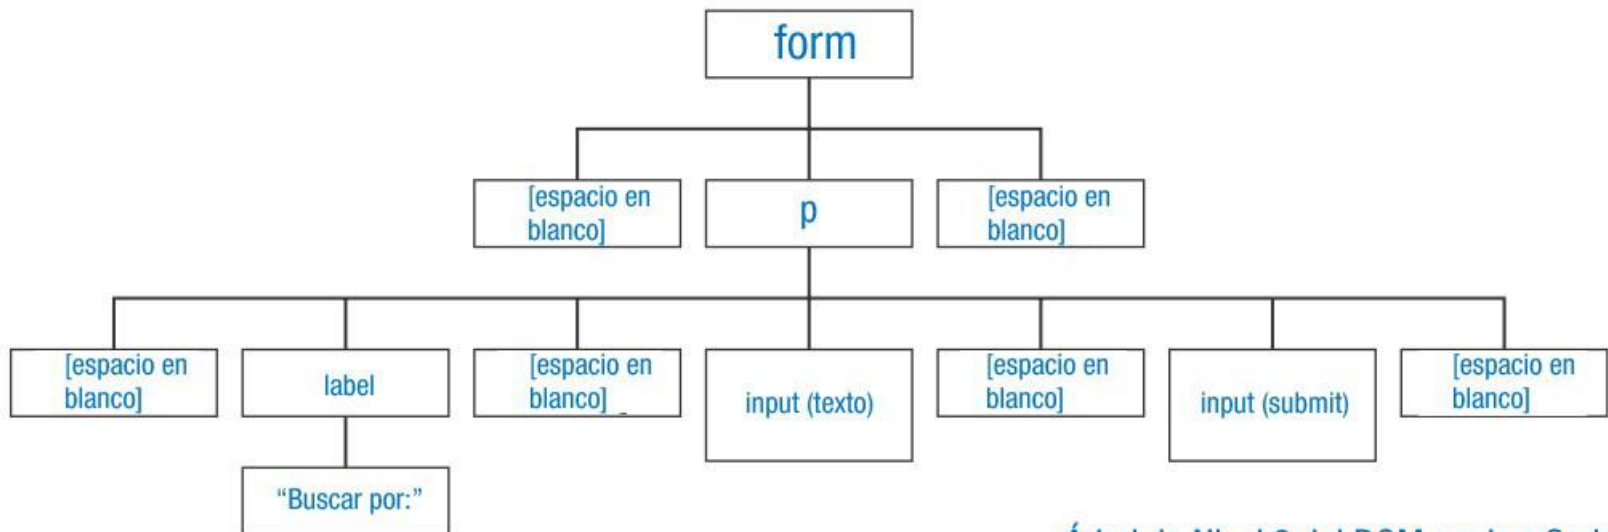 form
[espacio en
blanco]
p
[espacio en
blanco]
[espacio en
blanco]
label
[espacio en
blanco]
input (texto)
[espacio en
blanco]
input (submit)
[espacio en
blanco]
“Buscar por:”